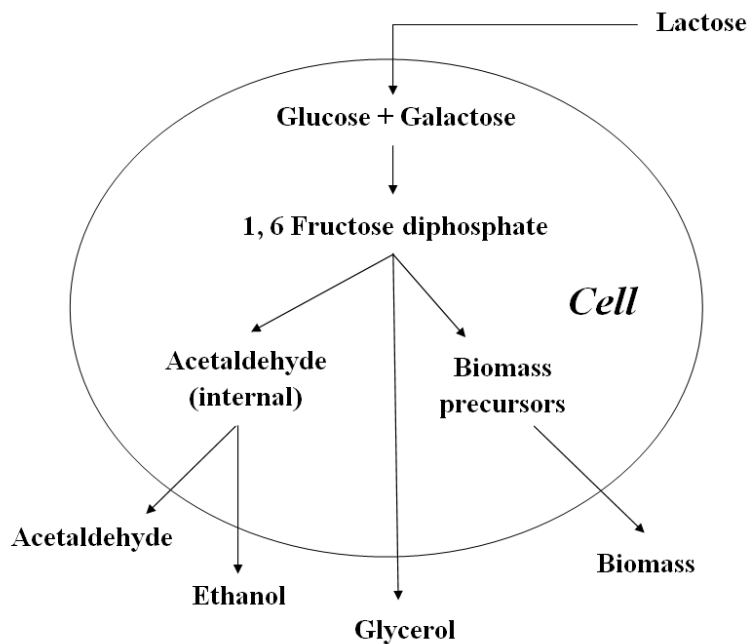 Lactose
Glucose + Galactose
1, 6 Fructose diphosphate
Cell
Acetaldehyde
(internal)
Biomass
precursors
Acetaldehyde
Ethanol
Glycerol
Biomass